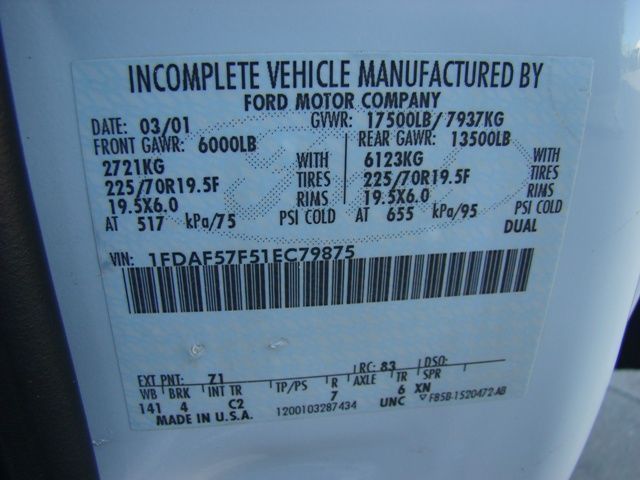 INCOMPLETE VEHICLE MANUFACTURED BY
FORD MOTOR COMPANY
DATE: 03/01 GVWR: 17500LB/ 7937KG
FRONT GAWR: 6000LB REAR GAWR: 13500LB
2721KG WITH 6123KG WITH
225/70R19.5F TIRES 225/70R19.5F TIRES
19.5X6.0 RIMS 19.5X6.0 RIMS
AT 517 kPa/75 PSI COLD AT 655 kPa/95 PSI COLD
DUAL
VIN: 1FDAF57F51EC79875
EXT PNT: Z1 RC: 83 DSO:
WB BRK INT TR TP/PS R AXLE TR SPR
141 4 C2 7 6 XN
MADE IN U.S.A. 1200103287434 UNC F85B-1520472-AB